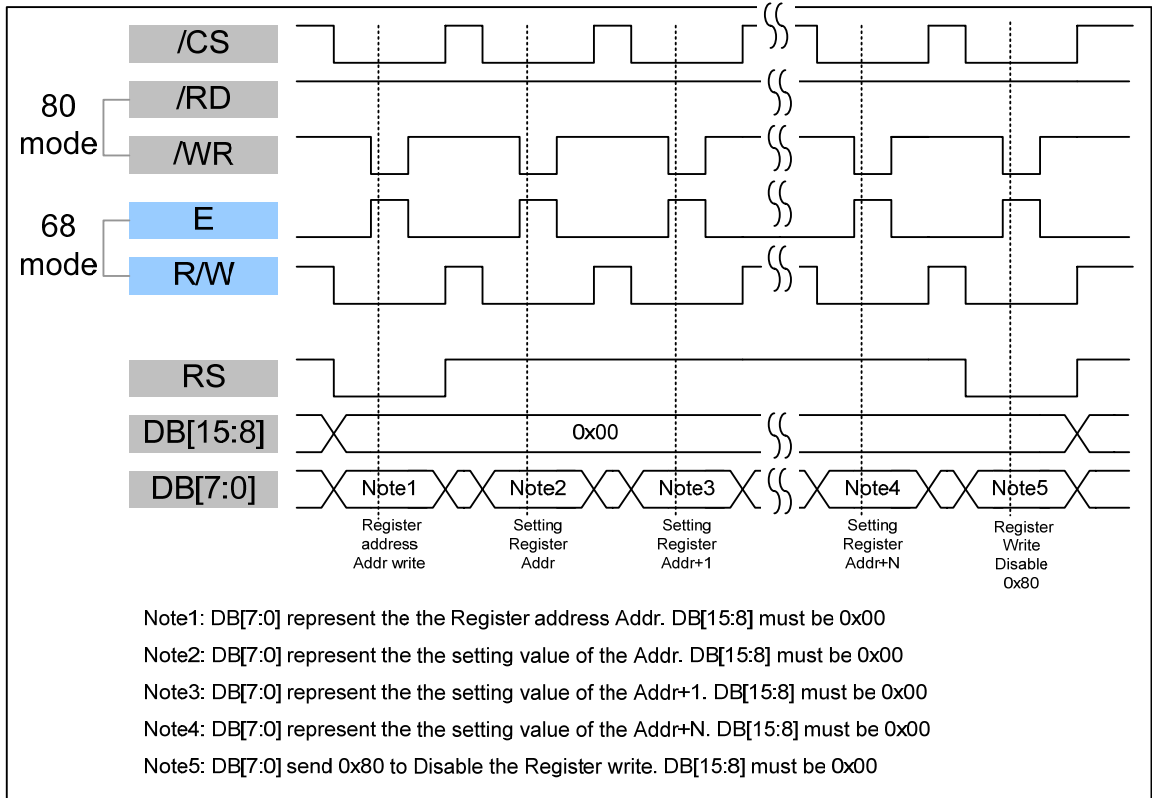 /CS
80
mode
/RD
/WR
68
mode
E
R/W
RS
DB[15:8]
0x00
DB[7:0]
Note1
Note2
Note3
Note4
Note5
Register
address
Addr write
Setting
Register
Addr
Setting
Register
Addr+1
Setting
Register
Addr+N
Register
Write
Disable
0x80
Note1: DB[7:0] represent the the Register address Addr. DB[15:8] must be 0x00
Note2: DB[7:0] represent the the setting value of the Addr. DB[15:8] must be 0x00
Note3: DB[7:0] represent the the setting value of the Addr+1. DB[15:8] must be 0x00
Note4: DB[7:0] represent the the setting value of the Addr+N. DB[15:8] must be 0x00
Note5: DB[7:0] send 0x80 to Disable the Register write. DB[15:8] must be 0x00